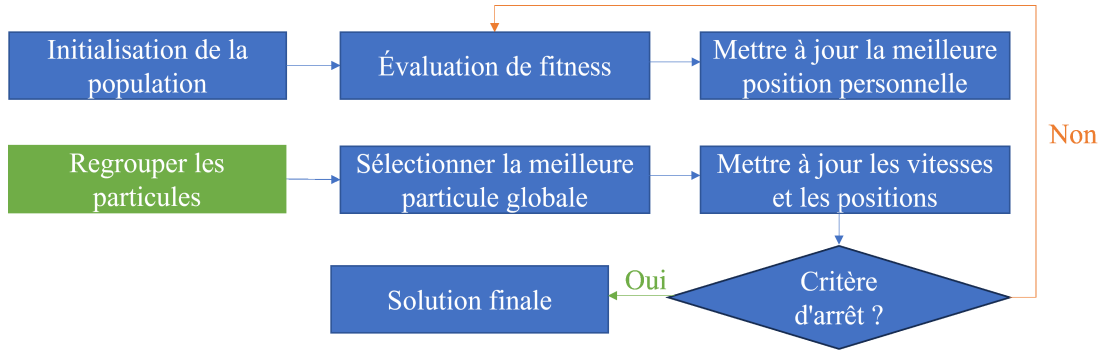 Initialisation de la
population
Évaluation de fitness
Mettre à jour la meilleure
position personnelle
Non
Regrouper les
particules
Sélectionner la meilleure
particule globale
Mettre à jour les vitesses
et les positions
Oui
Solution finale
Critère
d'arrêt ?